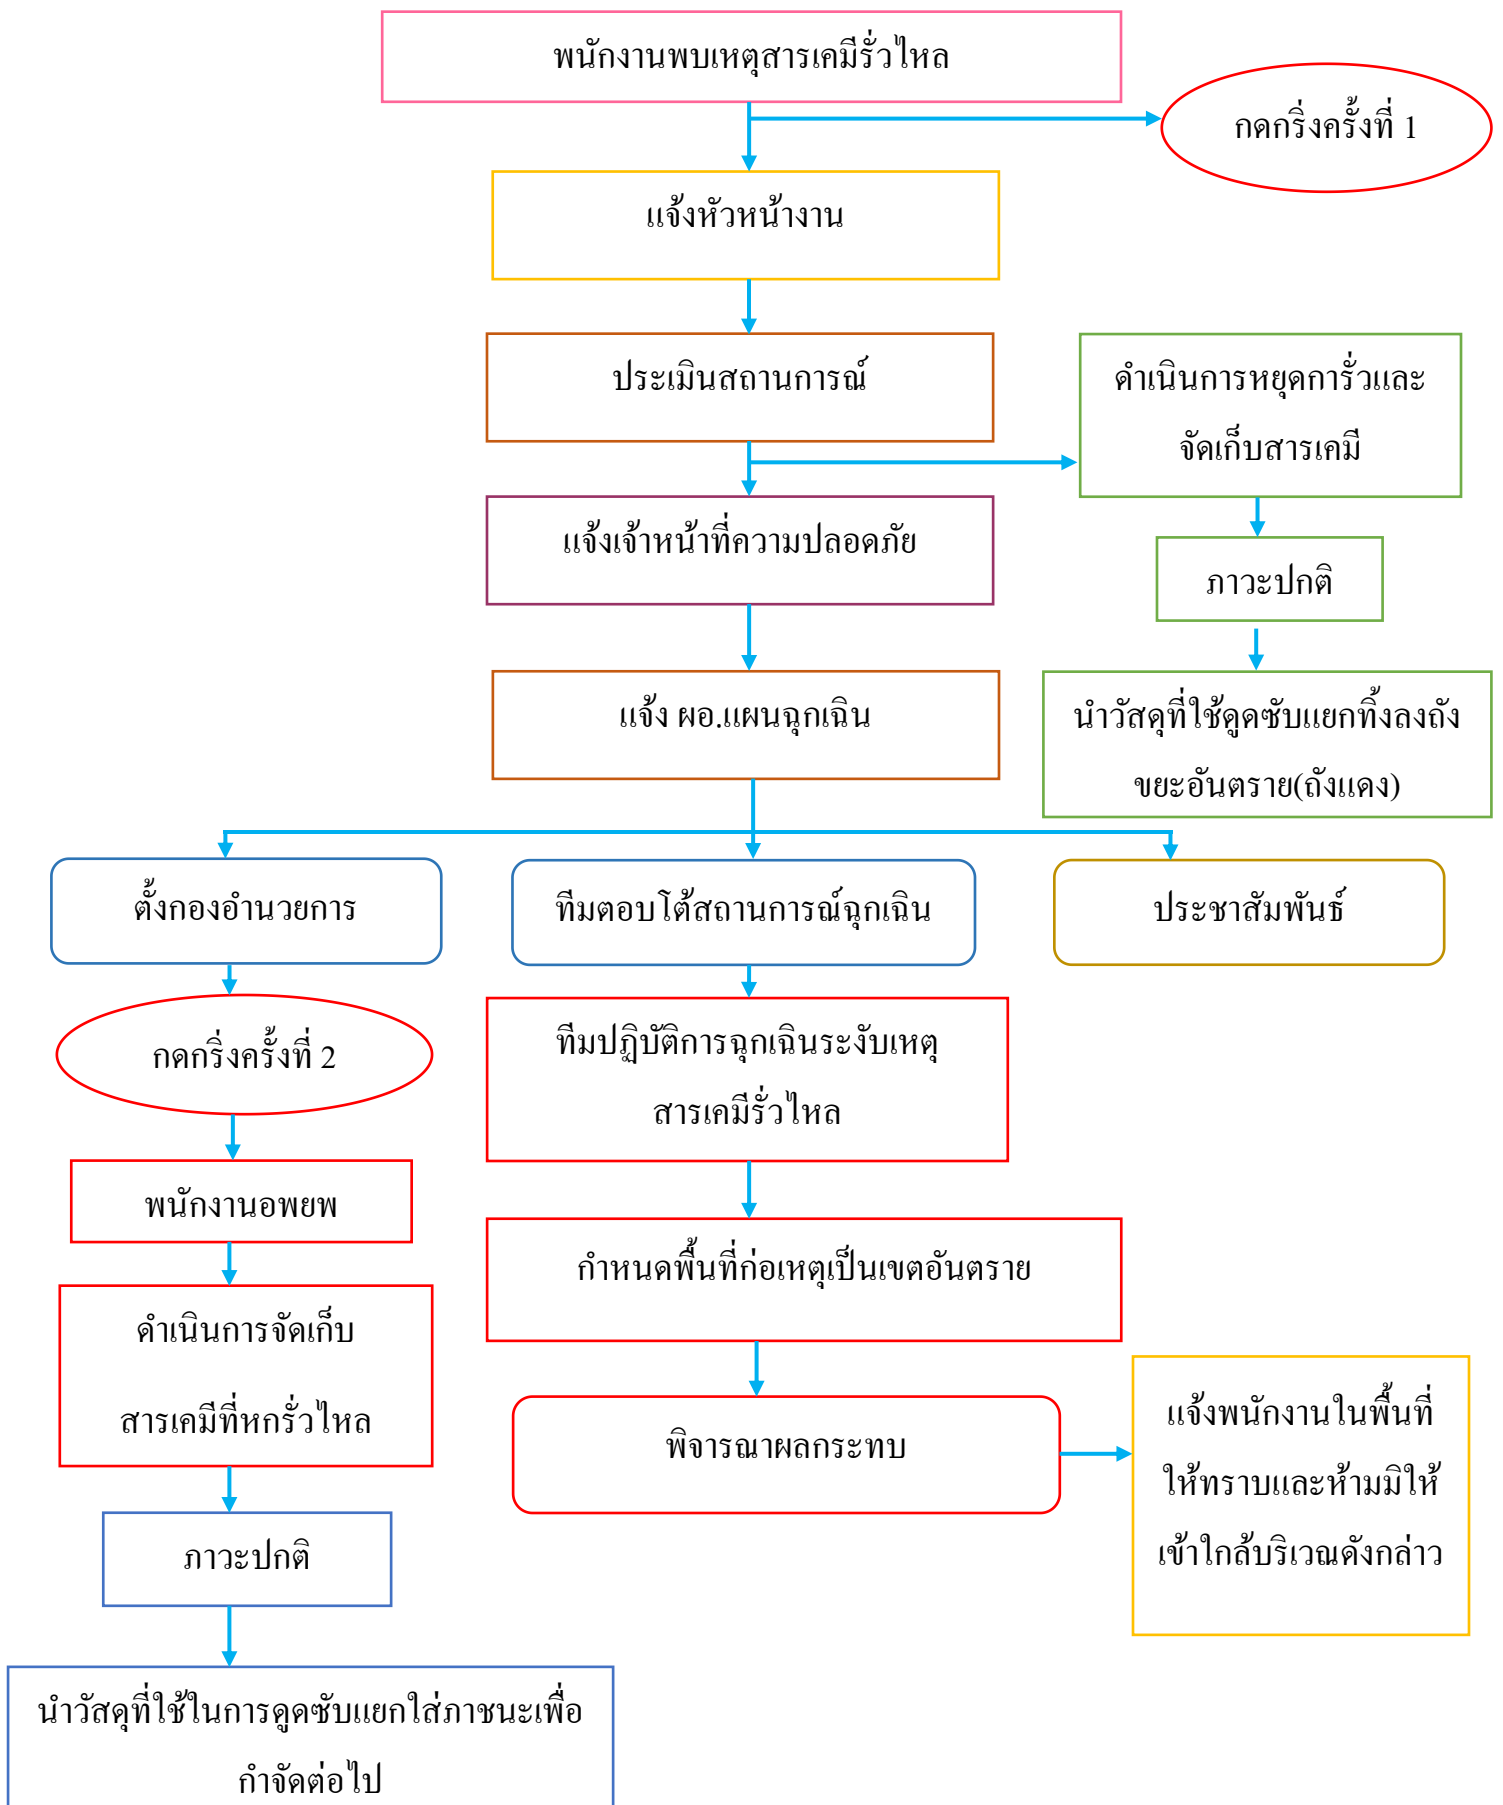 พนักงานพบเหตุสารเคมีรั่วไหล
กดกริ่งครั้งที่ 1
แจ้งหัวหน้างาน
ประเมินสถานการณ์
ดำเนินการหยุดการั่วและ
จัดเก็บสารเคมี
แจ้งเจ้าหน้าที่ความปลอดภัย
ภาวะปกติ
แจ้ง ผอ.แผนฉุกเฉิน
นำวัสดุที่ใช้ดูดซับแยกทิ้งลงถัง
ขยะอันตราย(ถังแดง)
ตั้งกองอำนวยการ
ทีมตอบโต้สถานการณ์ฉุกเฉิน
ประชาสัมพันธ์
กดกริ่งครั้งที่ 2
ทีมปฏิบัติการฉุกเฉินระงับเหตุ
สารเคมีรั่วไหล
พนักงานอพยพ
กำหนดพื้นที่ก่อเหตุเป็นเขตอันตราย
ดำเนินการจัดเก็บ
สารเคมีที่หกรั่วไหล
พิจารณาผลกระทบ
แจ้งพนักงานในพื้นที่
ให้ทราบและห้ามมิให้
เข้าใกล้บริเวณดังกล่าว
ภาวะปกติ
นำวัสดุที่ใช้ในการดูดซับแยกใส่ภาชนะเพื่อ
กำจัดต่อไป